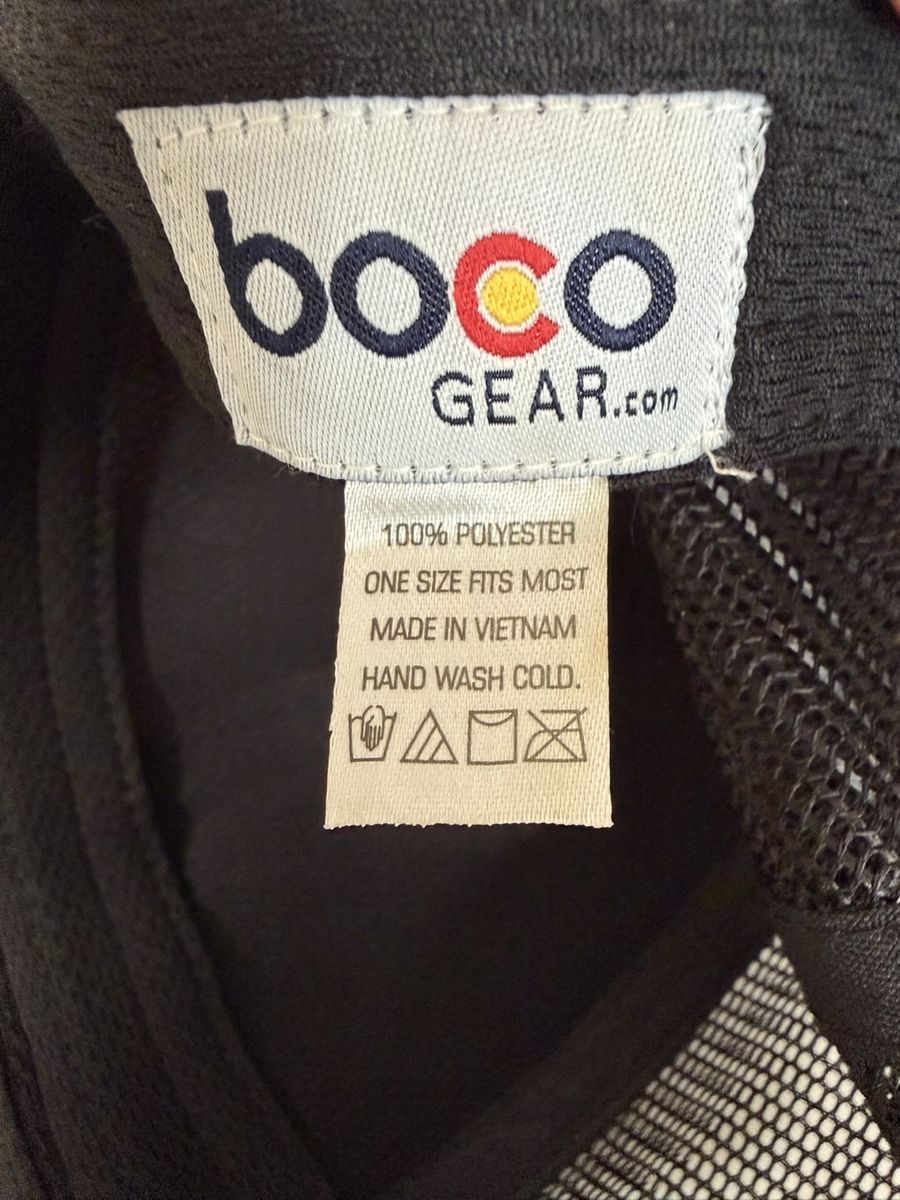 boco
GEAR.com
100% POLYESTER
ONE SIZE FITS MOST
MADE IN VIETNAM
HAND WASH COLD.